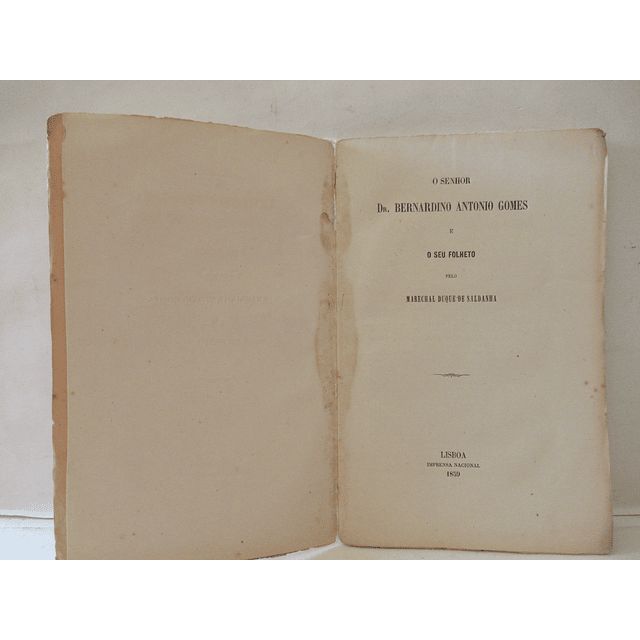 O SENHOR
DR. BERNARDINO ANTONIO GOMES
E
O SEU FOLHETO
PELO
MARECHAL DUQUE DE SALDANHA
LISBOA
IMPRENSA NACIONAL
1859